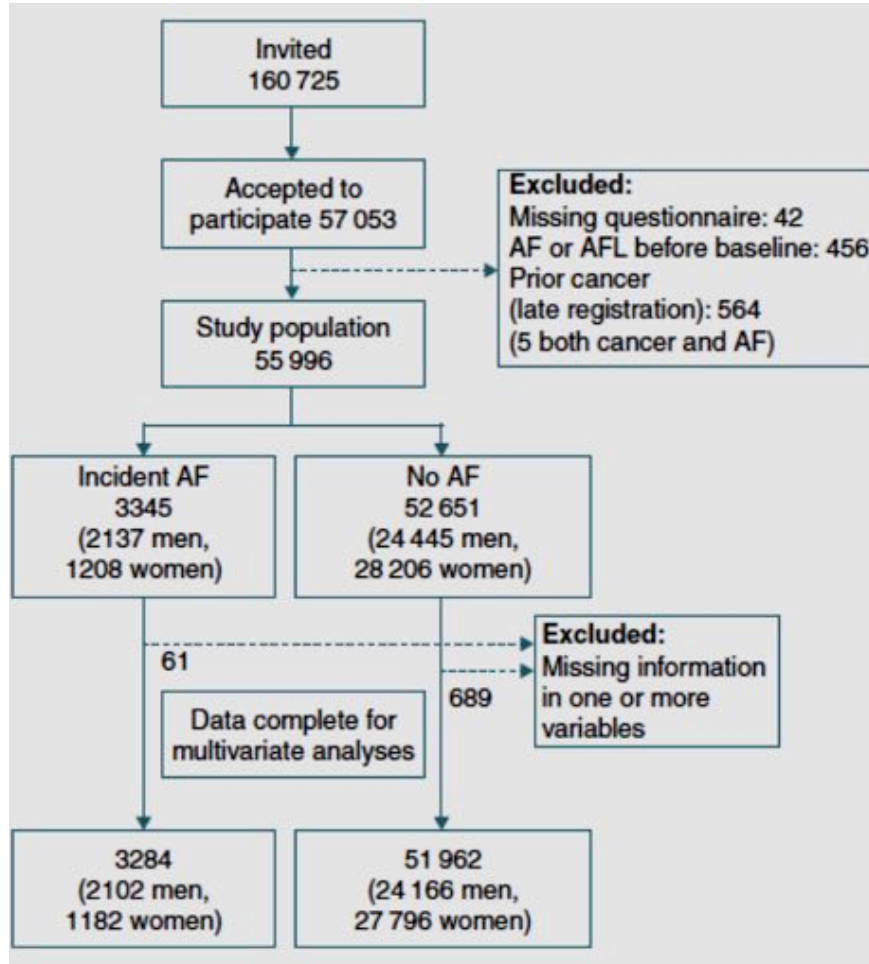 Invited
160 725
Accepted to
participate 57 053
Excluded:
Missing questionnaire: 42
AF or AFL before baseline: 456
Prior cancer
(late registration): 564
(5 both cancer and AF)
Study population
55 996
Incident AF
3345
(2137 men,
1208 women)
No AF
52 651
(24 445 men,
28 206 women)
61
689
Excluded:
Missing information
in one or more
variables
Data complete for
multivariate analyses
3284
(2102 men,
1182 women)
51 962
(24 166 men,
27 796 women)